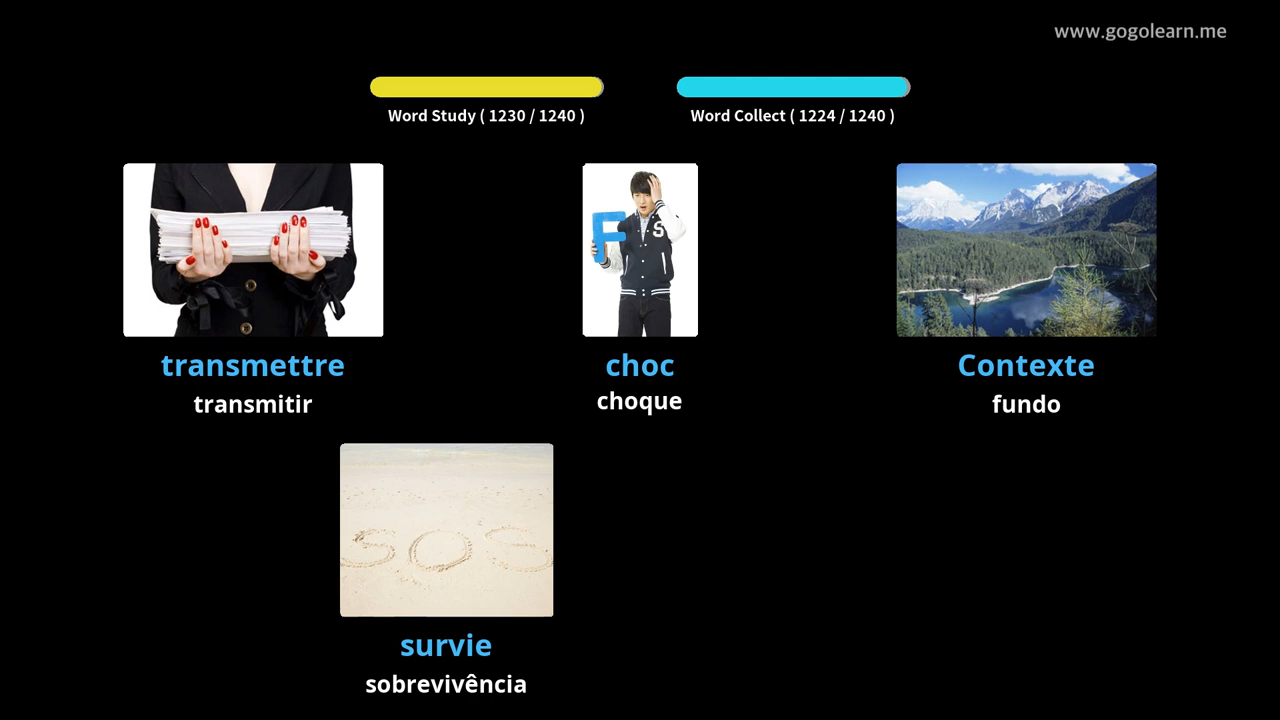 www.gogolearn.me
Word Study ( 1230 / 1240 )
Word Collect ( 1224 / 1240 )
F
S
transmettre
transmitir
choc
choque
Contexte
fundo
SOS
survie
sobrevivência